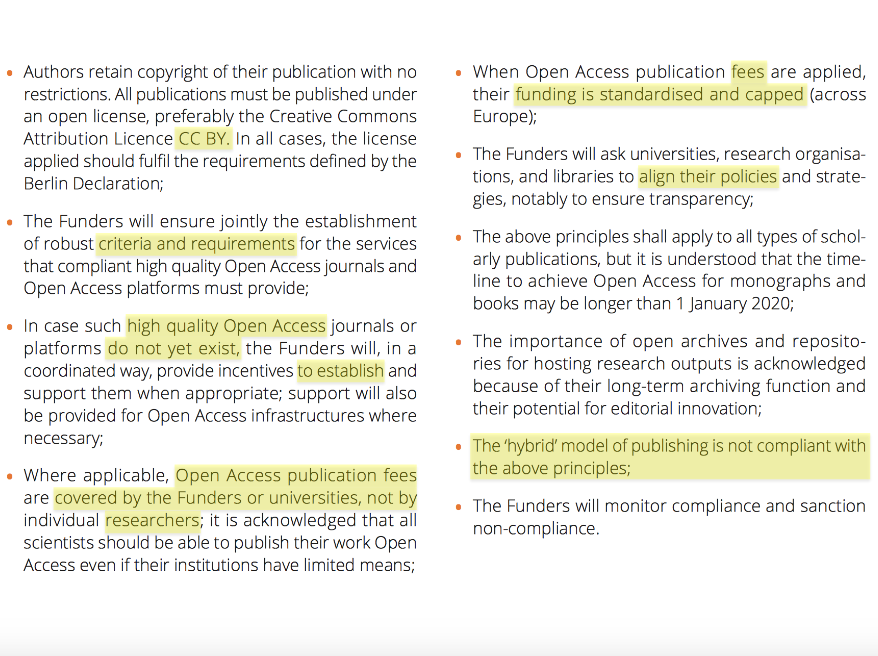 • Authors retain copyright of their publication with no
restrictions. All publications must be published under
an open license, preferably the Creative Commons
Attribution Licence CC BY. In all cases, the license
applied should fulfil the requirements defined by the
Berlin Declaration;
• The Funders will ensure jointly the establishment
of robust criteria and requirements for the services
that compliant high quality Open Access journals and
Open Access platforms must provide;
• In case such high quality Open Access journals or
platforms do not yet exist, the Funders will, in a
coordinated way, provide incentives to establish and
support them when appropriate; support will also
be provided for Open Access infrastructures where
necessary;
• Where applicable, Open Access publication fees
are covered by the Funders or universities, not by
individual researchers; it is acknowledged that all
scientists should be able to publish their work Open
Access even if their institutions have limited means;
• When Open Access publication fees are applied,
their funding is standardised and capped (across
Europe);
• The Funders will ask universities, research organisa-
tions, and libraries to align their policies and strate-
gies, notably to ensure transparency;
• The above principles shall apply to all types of schol-
arly publications, but it is understood that the time-
line to achieve Open Access for monographs and
books may be longer than 1 January 2020;
• The importance of open archives and reposito-
ries for hosting research outputs is acknowledged
because of their long-term archiving function and
their potential for editorial innovation;
• The ‘hybrid’ model of publishing is not compliant with
the above principles;
• The Funders will monitor compliance and sanction
non-compliance.